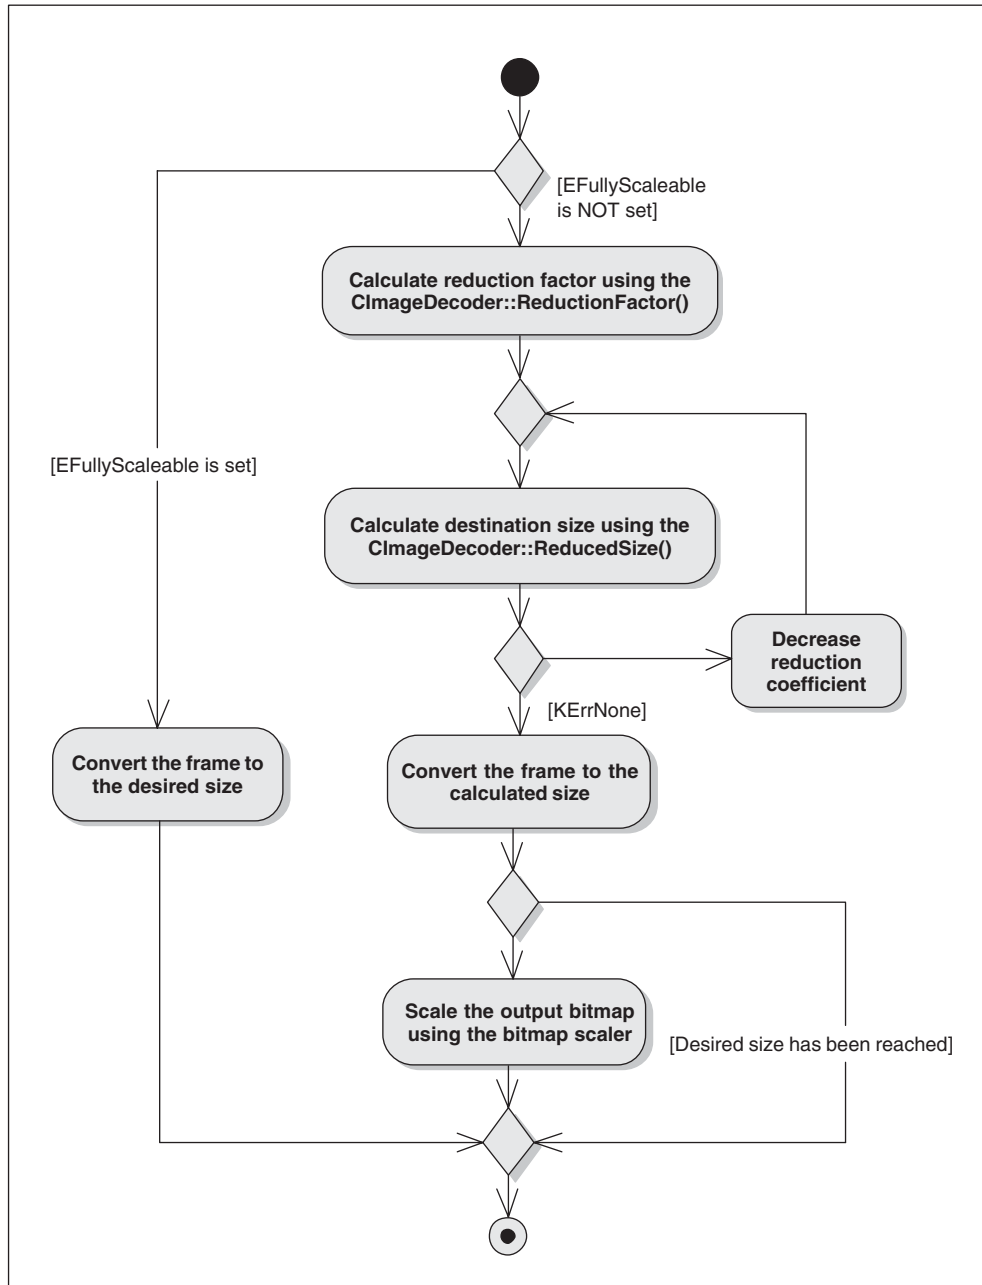 [EFullyScaleable
is NOT set]
Calculate reduction factor using the
CImageDecoder::ReductionFactor()
[EFullyScaleable is set]
Calculate destination size using the
CImageDecoder::ReducedSize()
Decrease
reduction
coefficient
[KErrNone]
Convert the frame to
the desired size
Convert the frame to the
calculated size
Scale the output bitmap
using the bitmap scaler
[Desired size has been reached]